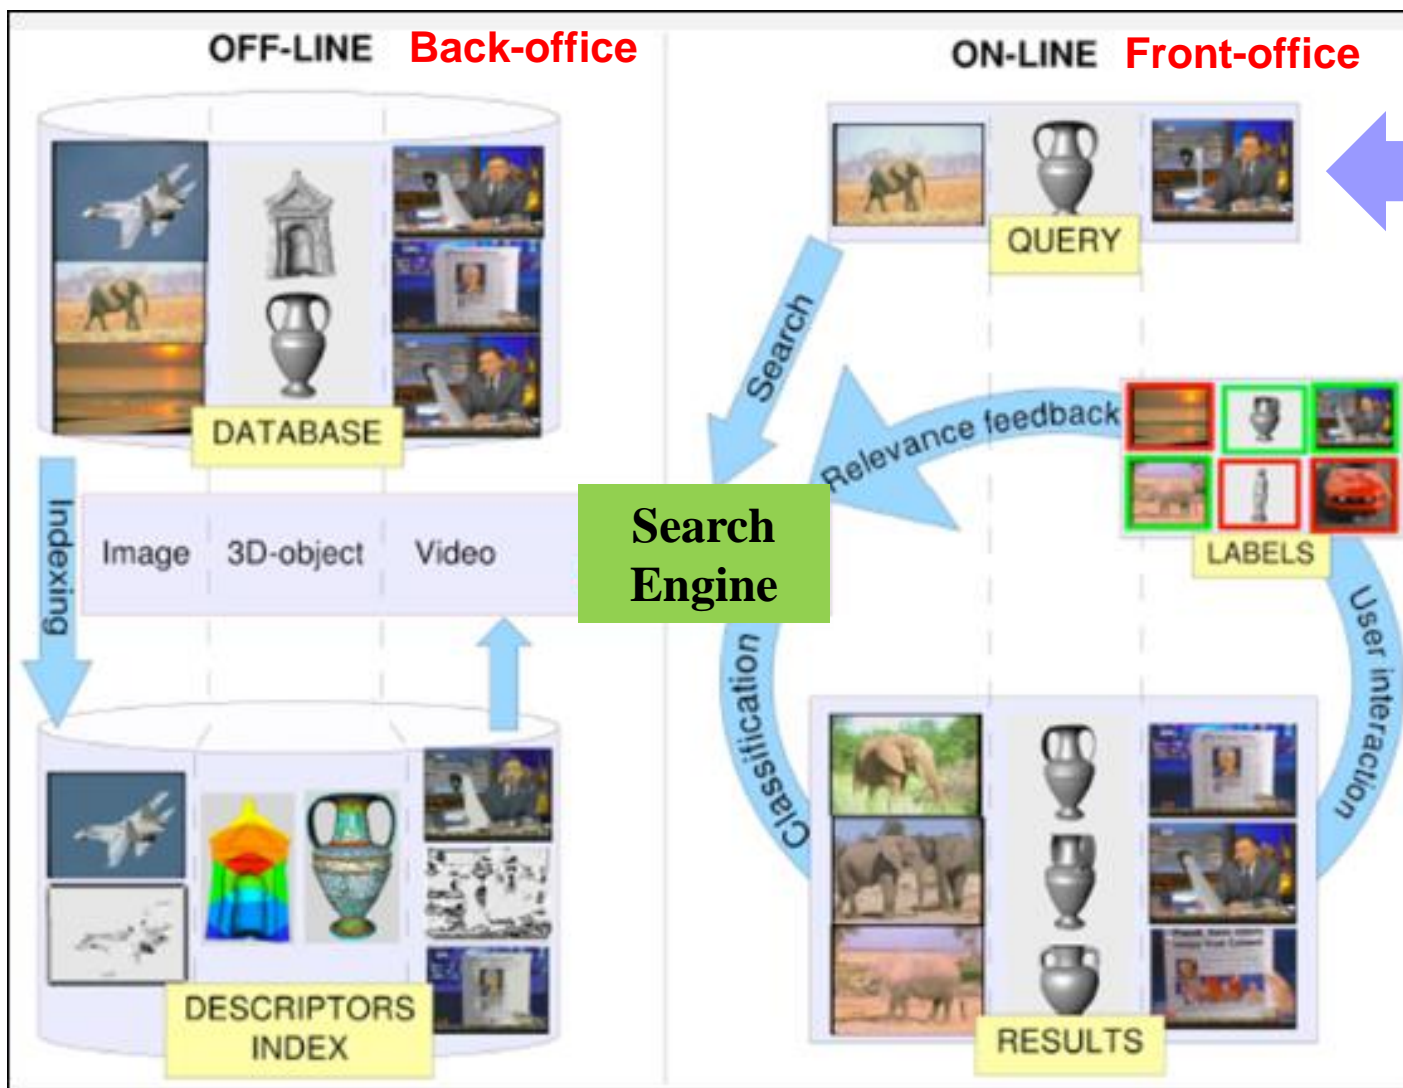 OFF-LINE Back-office
ON-LINE Front-office
QUERY
Search
DATABASE
Relevance feedback
Indexing
Image 3D-object Video
Search
Engine
LABELS
User interaction
Classification
DESCRIPTORS
INDEX
RESULTS